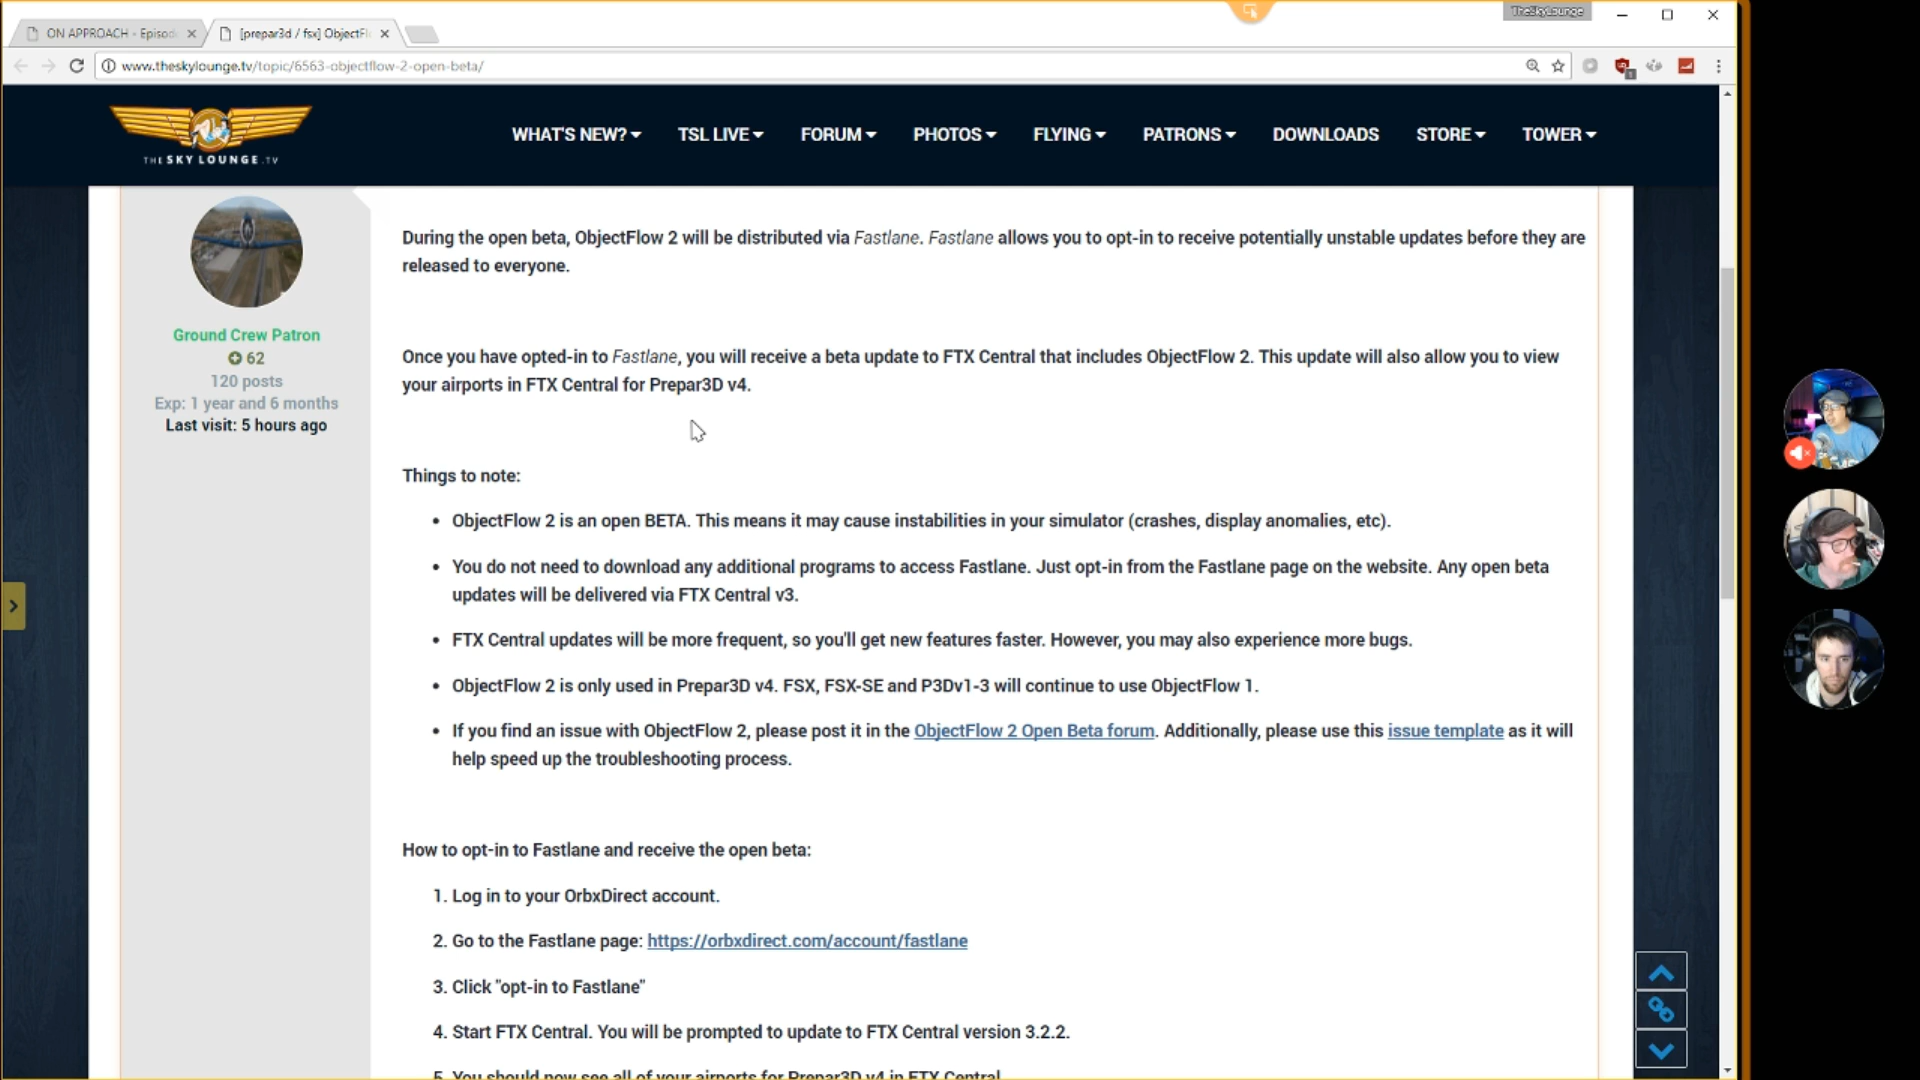 ON APPROACH - Episod
[prepar3d / fsx] ObjectFl
TheSkyLounge
www.theskylounge.tv/topic/6563-objectflow-2-open-beta/
THE SKY LOUNGE.TV
WHAT'S NEW?
TSL LIVE
FORUM
PHOTOS
FLYING
PATRONS
DOWNLOADS
STORE
TOWER
Ground Crew Patron
62
120 posts
Exp: 1 year and 6 months
Last visit: 5 hours ago
During the open beta, ObjectFlow 2 will be distributed via Fastlane. Fastlane allows you to opt-in to receive potentially unstable updates before they are
released to everyone.
Once you have opted-in to Fastlane, you will receive a beta update to FTX Central that includes ObjectFlow 2. This update will also allow you to view
your airports in FTX Central for Prepar3D v4.
Things to note:
• ObjectFlow 2 is an open BETA. This means it may cause instabilities in your simulator (crashes, display anomalies, etc).
• You do not need to download any additional programs to access Fastlane. Just opt-in from the Fastlane page on the website. Any open beta
updates will be delivered via FTX Central v3.
• FTX Central updates will be more frequent, so you'll get new features faster. However, you may also experience more bugs.
• ObjectFlow 2 is only used in Prepar3D v4. FSX, FSX-SE and P3Dv1-3 will continue to use ObjectFlow 1.
• If you find an issue with ObjectFlow 2, please post it in the ObjectFlow 2 Open Beta forum. Additionally, please use this issue template as it will
help speed up the troubleshooting process.
How to opt-in to Fastlane and receive the open beta:
1. Log in to your OrbxDirect account.
2. Go to the Fastlane page: https://orbxdirect.com/account/fastlane
3. Click "opt-in to Fastlane"
4. Start FTX Central. You will be prompted to update to FTX Central version 3.2.2.
5. You should now see all of your airports for Prepar3D v4 in FTX Central